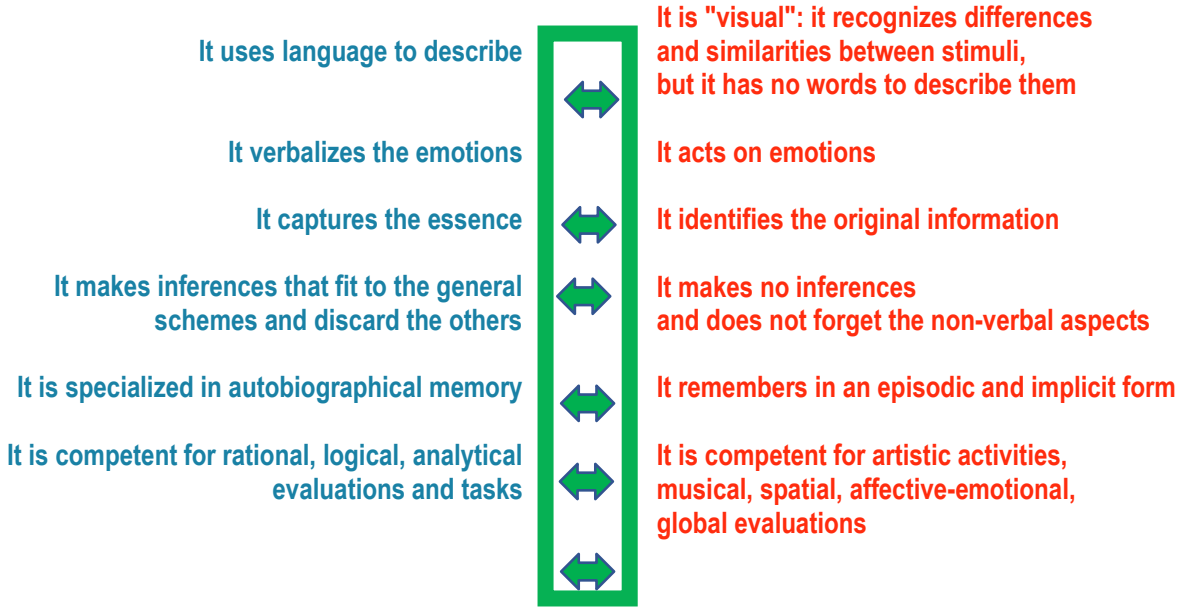 It uses language to describe
It is "visual": it recognizes differences
and similarities between stimuli,
but it has no words to describe them
It verbalizes the emotions
It acts on emotions
It captures the essence
It identifies the original information
It makes inferences that fit to the general
schemes and discard the others
It makes no inferences
and does not forget the non-verbal aspects
It is specialized in autobiographical memory
It remembers in an episodic and implicit form
It is competent for rational, logical, analytical
evaluations and tasks
It is competent for artistic activities,
musical, spatial, affective-emotional,
global evaluations